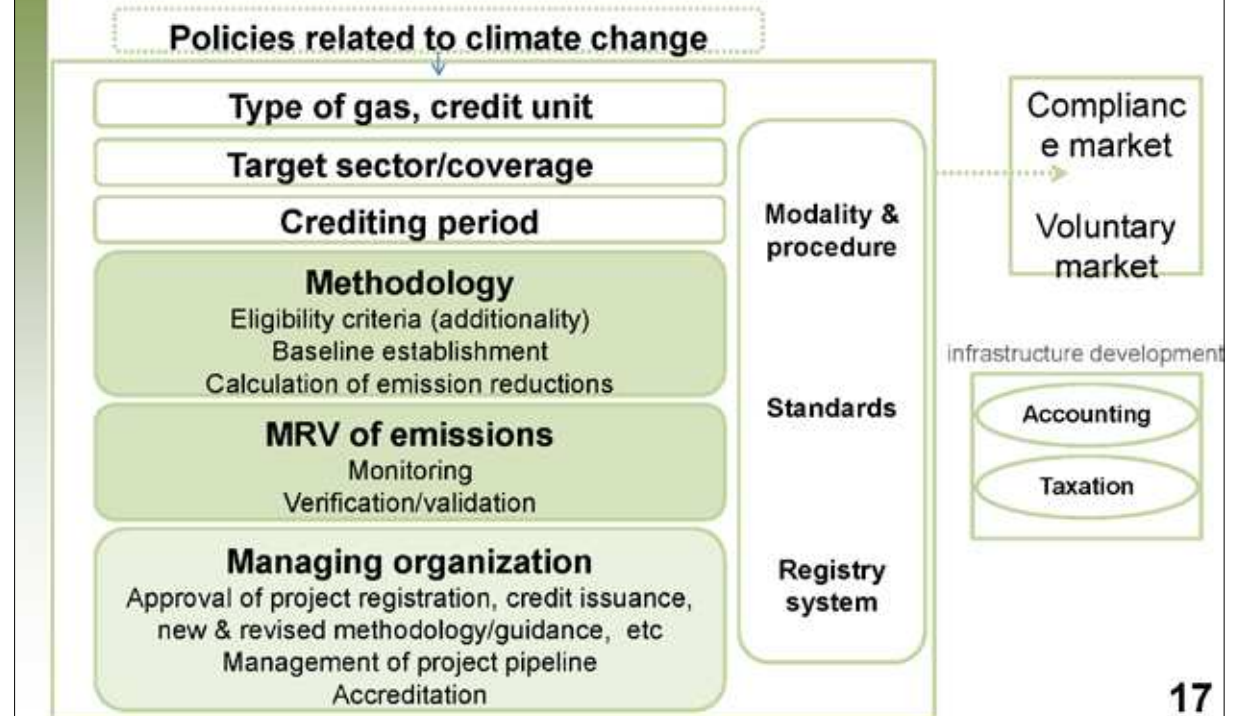 Policies related to climate change
Type of gas, credit unit
Target sector/coverage
Crediting period
Methodology
Eligibility criteria (additionality)
Baseline establishment
Calculation of emission reductions
MRV of emissions
Monitoring
Verification/validation
Managing organization
Approval of project registration, credit issuance,
new & revised methodology/guidance, etc
Management of project pipeline
Accreditation
Modality &
procedure
Standards
Registry
system
Complianc
e market
Voluntary
market
infrastructure development
Accounting
Taxation
17